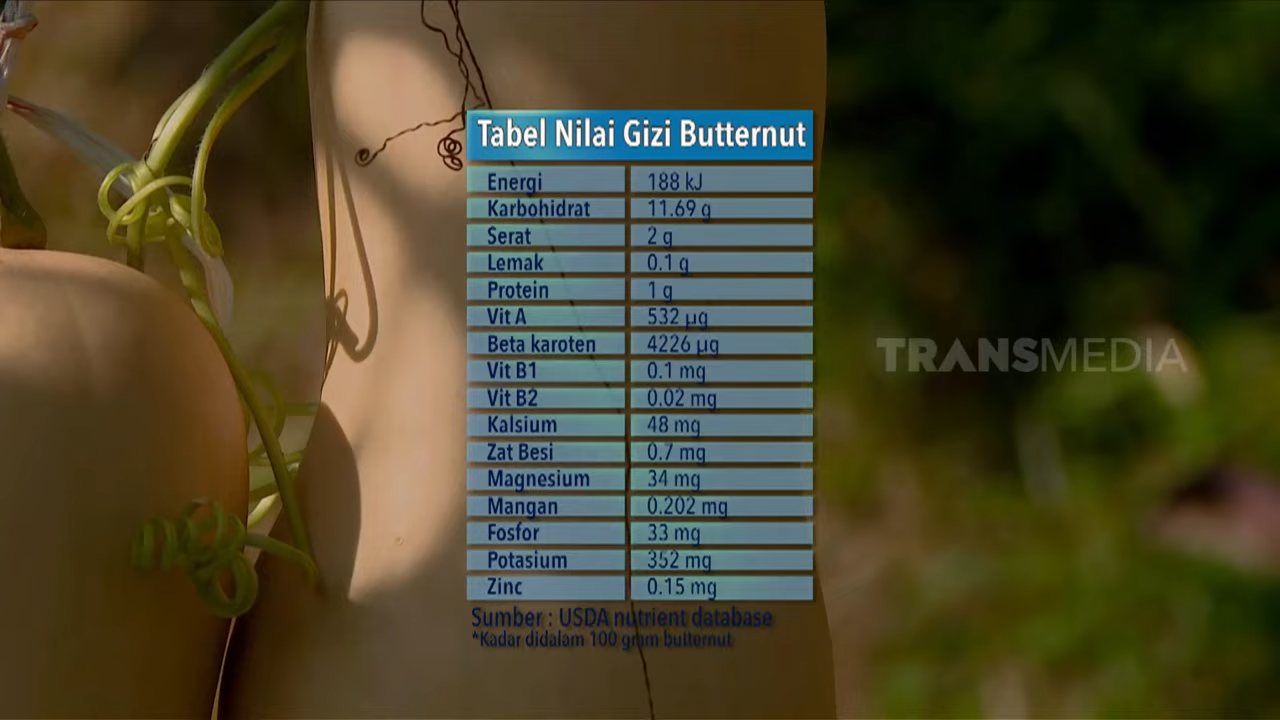 Tabel Nilai Gizi Butternut
Energi 188 kJ
Karbohidrat 11.69 g
Serat 2 g
Lemak 0.1 g
Protein 1 g
Vit A 532 µg
Beta karoten 4226 µg
Vit B1 0.1 mg
Vit B2 0.02 mg
Kalsium 48 mg
Zat Besi 0.7 mg
Magnesium 34 mg
Mangan 0.202 mg
Fosfor 33 mg
Potasium 352 mg
Zinc 0.15 mg
Sumber : USDA nutrient database
*Kadar didalam 100 gram butternut
TRANSMEDIA